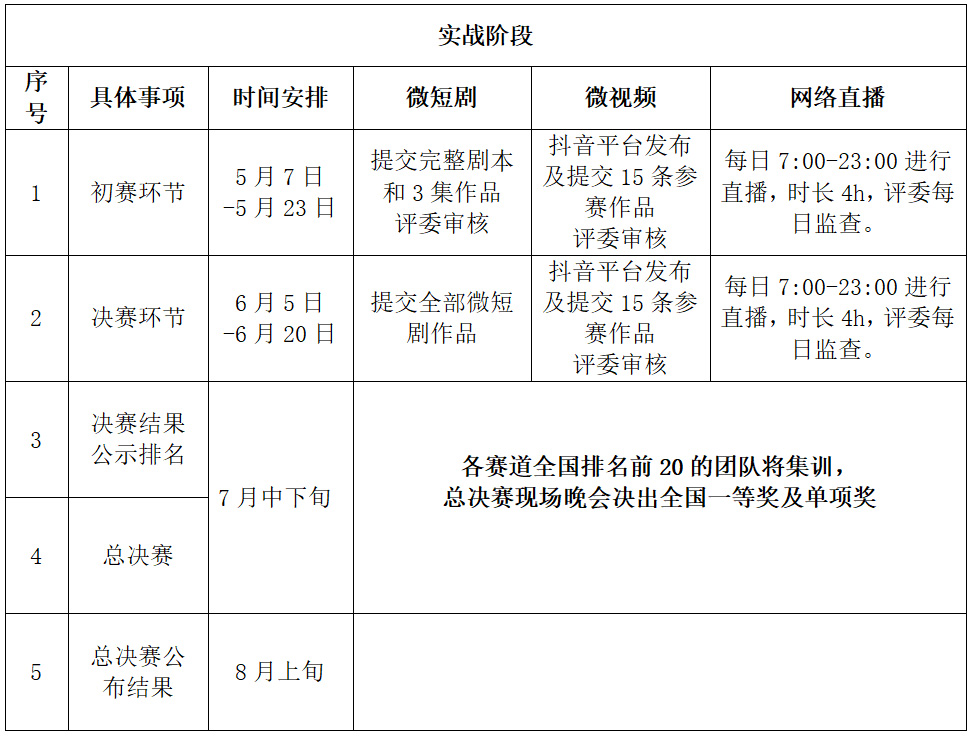 实战阶段
序
号
具体事项
时间安排
微短剧
微视频
网络直播
1
初赛环节
5 月 7 日
-5 月 23 日
提交完整剧本
和 3 集作品
评委审核
抖音平台发布
及提交 15 条参
赛作品
评委审核
每日 7:00-23:00 进行
直播，时长 4h，评委每
日监查。
2
决赛环节
6 月 5 日
-6 月 20 日
提交全部微短
剧作品
抖音平台发布
及提交 15 条参
赛作品
评委审核
每日 7:00-23:00 进行
直播，时长 4h，评委每
日监查。
3
决赛结果
公示排名
7 月中下旬
各赛道全国排名前 20 的团队将集训，
总决赛现场晚会决出全国一等奖及单项奖
4
总决赛
5
总决赛公
布结果
8 月上旬